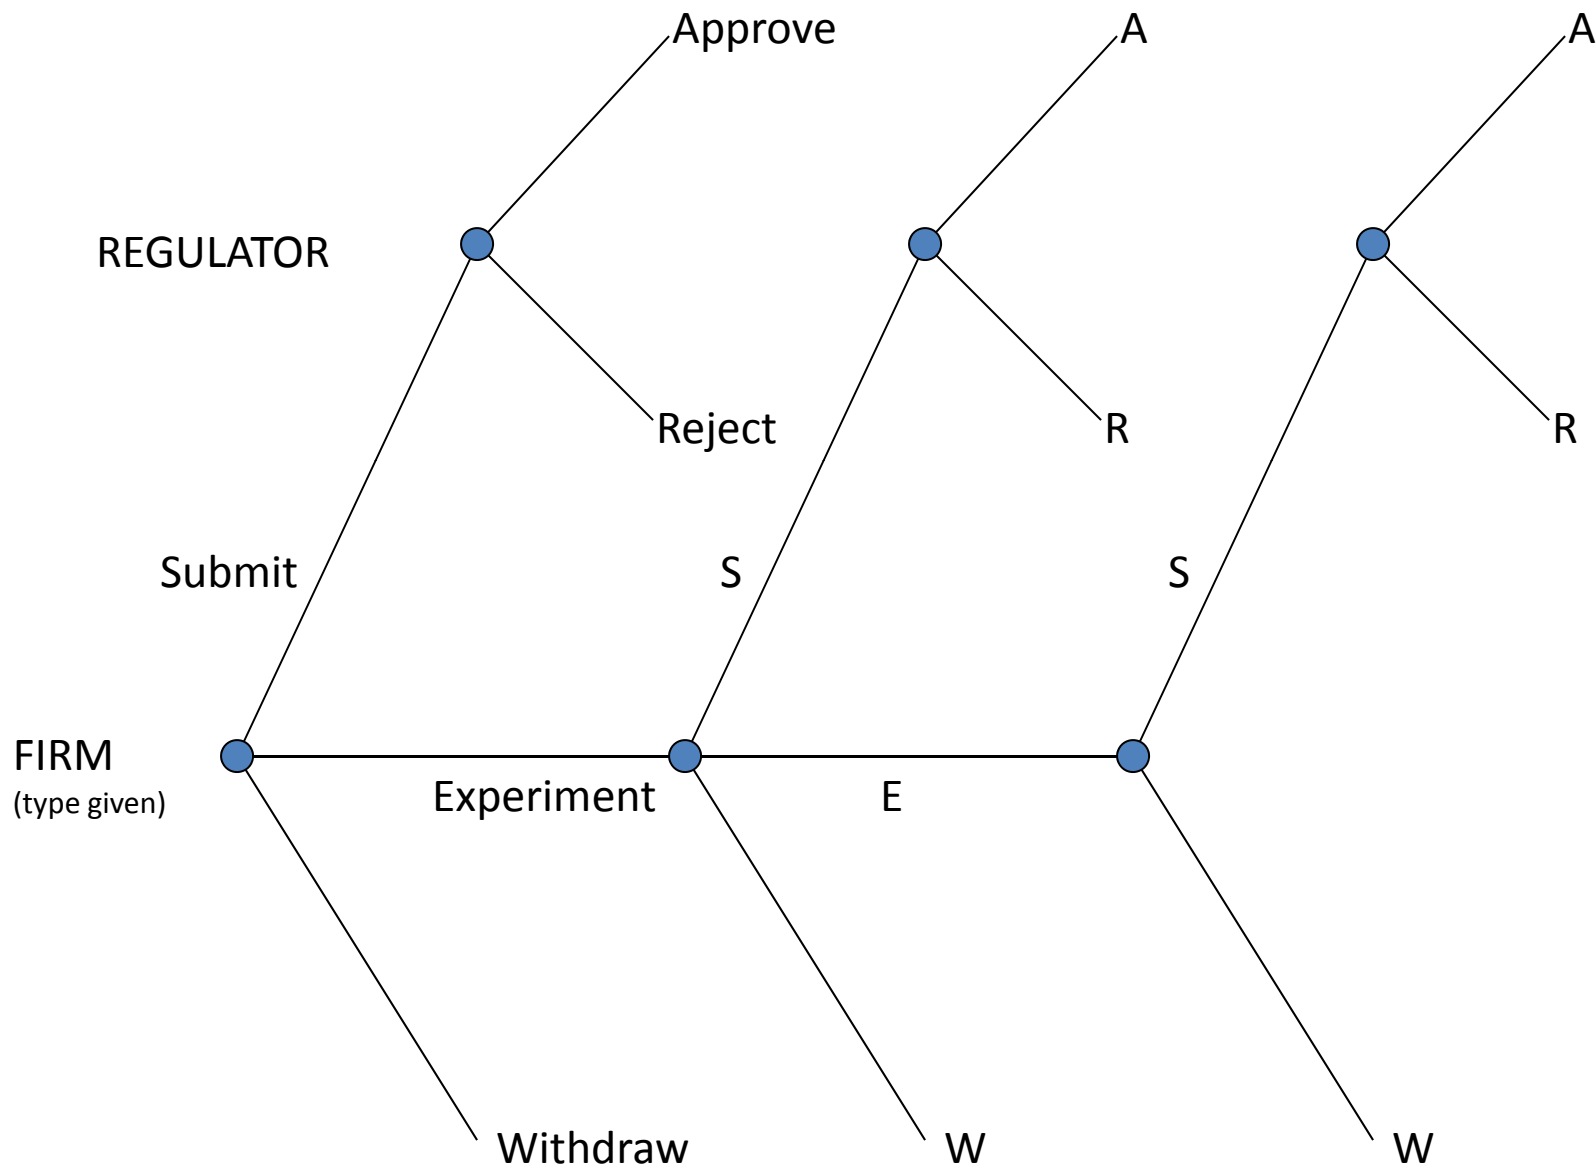 Approve
A
A
REGULATOR
Reject
R
R
Submit
S
S
FIRM
(type given)
Experiment
E
Withdraw
W
W